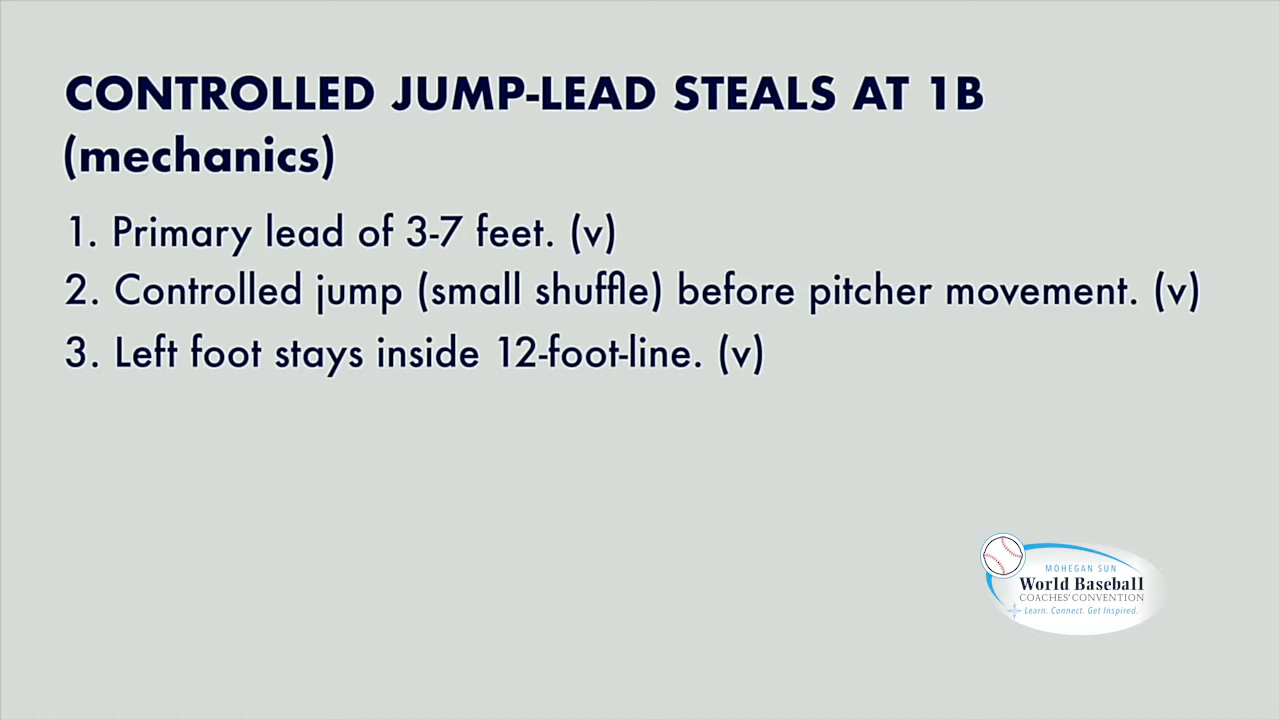 CONTROLLED JUMP-LEAD STEALS AT 1B
(mechanics)
1. Primary lead of 3-7 feet. (v)
2. Controlled jump (small shuffle) before pitcher movement. (v)
3. Left foot stays inside 12-foot-line. (v)
MOHEGAN SUN
World Baseball
COACHES' CONVENTION
Learn. Connect. Get Inspired.